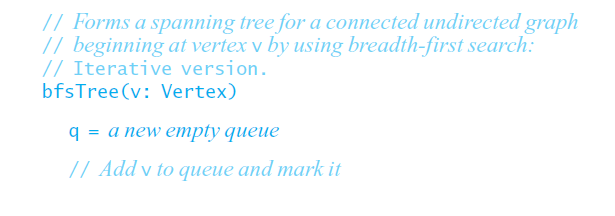 // Forms a spanning tree for a connected undirected graph
// beginning at vertex v by using breadth-first search:
// Iterative version.
bfsTree(v: Vertex)
q = a new empty queue
// Add v to queue and mark it